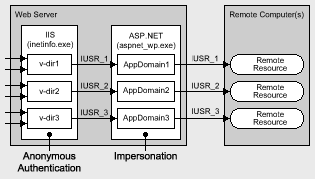 Web Server
Remote Computer(s)
IIS
(inetinfo.exe)
ASP.NET
(aspnet_wp.exe)
v-dir1
IUSR_1
AppDomain1
IUSR_1
Remote
Resource
v-dir2
IUSR_2
AppDomain2
IUSR_2
Remote
Resource
v-dir3
IUSR_3
AppDomain3
IUSR_3
Remote
Resource
Anonymous
Authentication
Impersonation